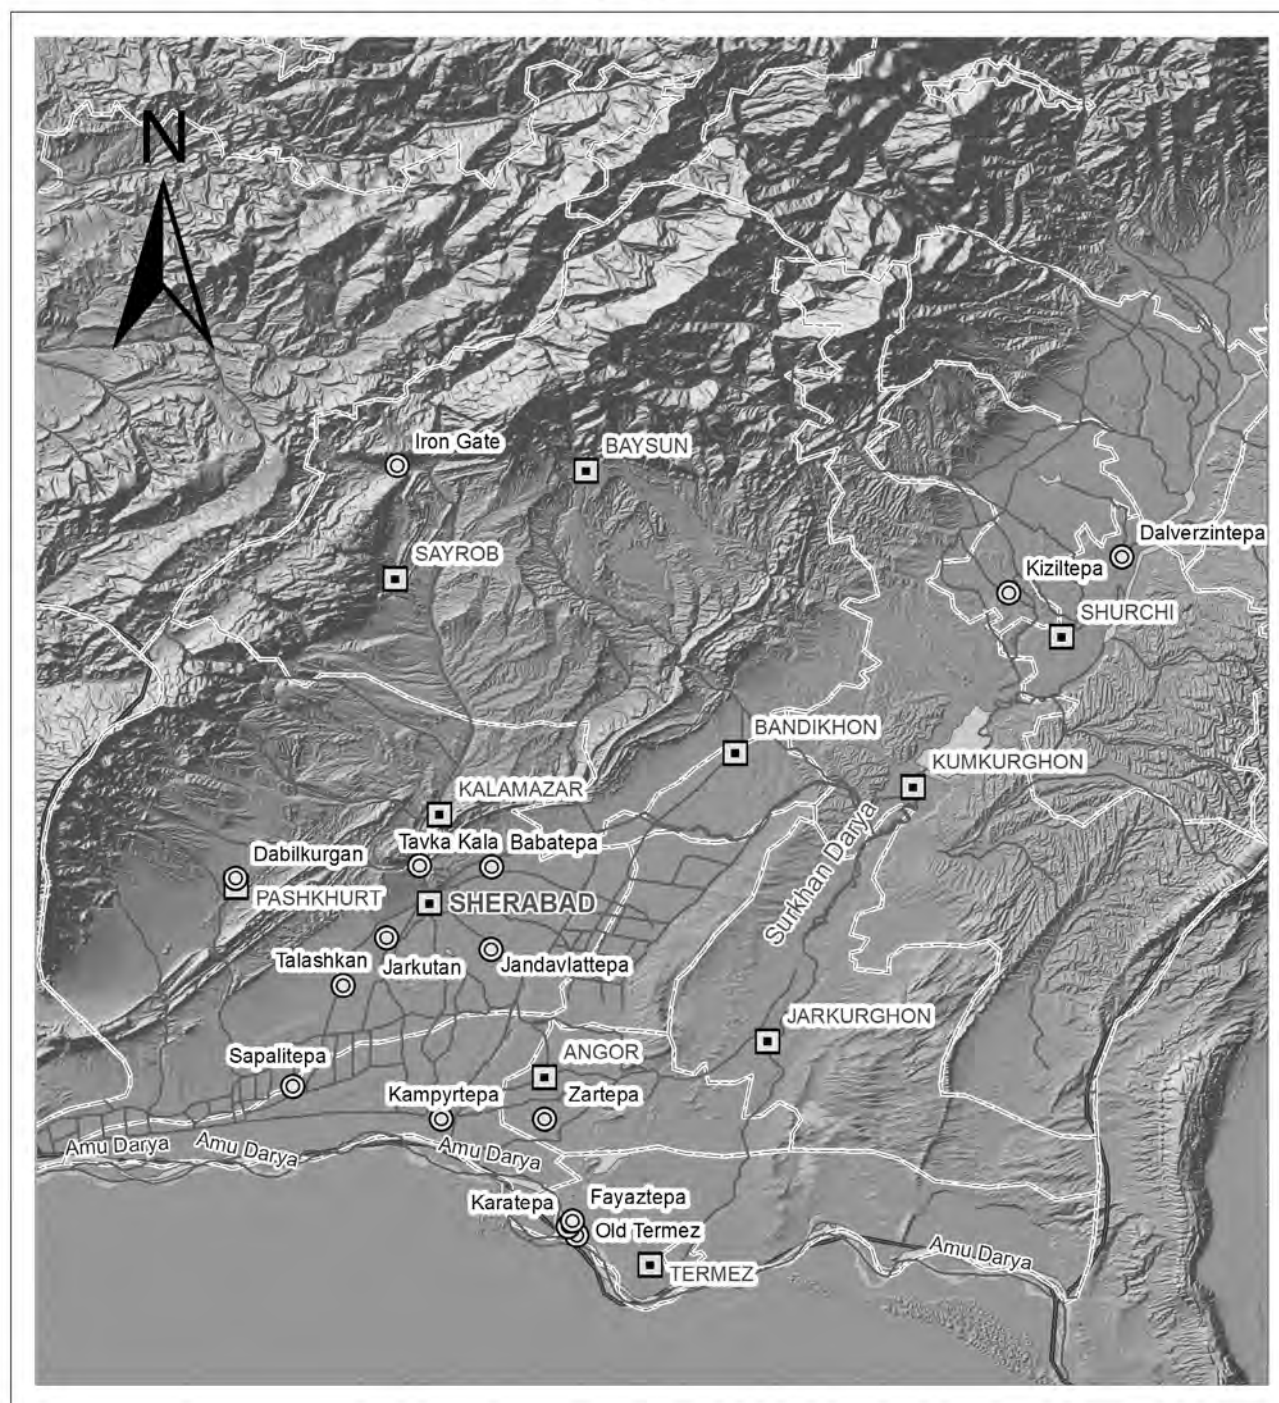 N
Iron Gate
BAYSUN
Dalverzintepa
SAYROB
Kiziltepa
SHURCHI
BANDIKHON
KUMKURGHON
KALAMAZAR
Surkhan Darya
Tavka Kala
Babatepa
Dabilkurgan
PASHKHURT
SHERABAD
Talashkan
Jarkutan
Jandavlattepa
JARKURGHON
Sapalitepa
ANGOR
Kampyrtepa
Zartepa
Amu Darya
Amu Darya
Amu Darya
Karatepa
Fayaztepa
Old Termez
Amu Darya
TERMEZ